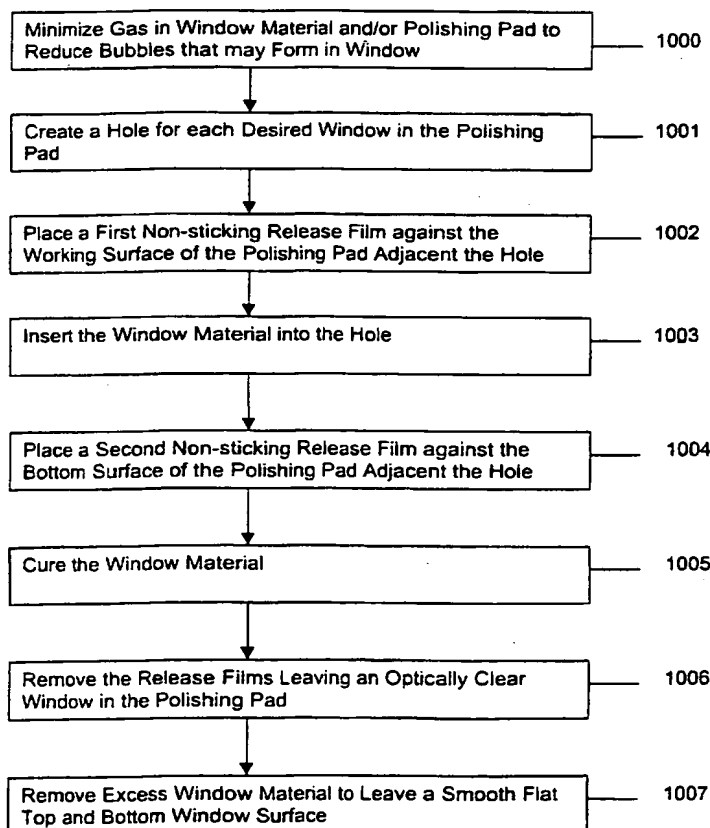 Minimize Gas in Window Material and/or Polishing Pad to
Reduce Bubbles that may Form in Window
1000
Create a Hole for each Desired Window in the Polishing
Pad
1001
Place a First Non-sticking Release Film against the
Working Surface of the Polishing Pad Adjacent the Hole
1002
Insert the Window Material into the Hole
1003
Place a Second Non-sticking Release Film against the
Bottom Surface of the Polishing Pad Adjacent the Hole
1004
Cure the Window Material
1005
Remove the Release Films Leaving an Optically Clear
Window in the Polishing Pad
1006
Remove Excess Window Material to Leave a Smooth Flat
Top and Bottom Window Surface
1007